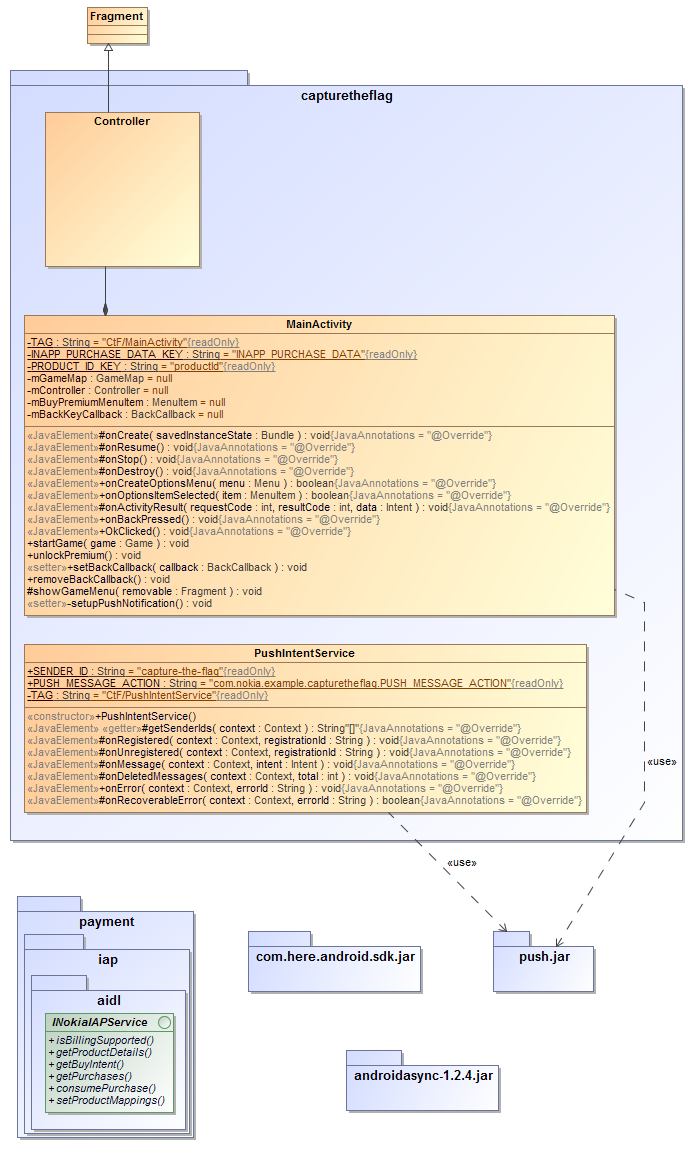 Fragment
capturetheflag
Controller
MainActivity
-TAG : String = "CtF/MainActivity"{readOnly}
-INAPP_PURCHASE_DATA_KEY : String = "INAPP_PURCHASE_DATA"{readOnly}
-PRODUCT_ID_KEY : String = "productId"{readOnly}
-mGameMap : GameMap = null
-mController : Controller = null
-mBuyPremiumMenuItem : MenuItem = null
-mBackKeyCallback : BackCallback = null
«JavaElement»#onCreate( savedInstanceState : Bundle ) : void{JavaAnnotations = "@Override"}
«JavaElement»#onResume() : void{JavaAnnotations = "@Override"}
«JavaElement»#onStop() : void{JavaAnnotations = "@Override"}
«JavaElement»#onDestroy() : void{JavaAnnotations = "@Override"}
«JavaElement»+onCreateOptionsMenu( menu : Menu ) : boolean{JavaAnnotations = "@Override"}
«JavaElement»+onOptionsItemSelected( item : MenuItem ) : boolean{JavaAnnotations = "@Override"}
«JavaElement»#onActivityResult( requestCode : int, resultCode : int, data : Intent ) : void{JavaAnnotations = "@Override"}
«JavaElement»+onBackPressed() : void{JavaAnnotations = "@Override"}
«JavaElement»+OkClicked() : void{JavaAnnotations = "@Override"}
+startGame( game : Game ) : void
+unlockPremium() : void
«setter»+setBackCallback( callback : BackCallback ) : void
+removeBackCallback() : void
#showGameMenu( removable : Fragment ) : void
«setter»-setupPushNotification() : void
PushIntentService
+SENDER_ID : String = "capture-the-flag"{readOnly}
+PUSH_MESSAGE_ACTION : String = "com.nokia.example.capturetheflag.PUSH_MESSAGE_ACTION"{readOnly}
-TAG : String = "CtF/PushIntentService"{readOnly}
«constructor»+PushIntentService()
«JavaElement» «getter»#getSenderIds( context : Context ) : String"[]"{JavaAnnotations = "@Override"}
«JavaElement»#onRegistered( context : Context, registrationId : String ) : void{JavaAnnotations = "@Override"}
«JavaElement»#onUnregistered( context : Context, registrationId : String ) : void{JavaAnnotations = "@Override"}
«JavaElement»#onMessage( context : Context, intent : Intent ) : void{JavaAnnotations = "@Override"}
«JavaElement»#onDeletedMessages( context : Context, total : int ) : void{JavaAnnotations = "@Override"}
«JavaElement»+onError( context : Context, errorId : String ) : void{JavaAnnotations = "@Override"}
«JavaElement»#onRecoverableError( context : Context, errorId : String ) : boolean{JavaAnnotations = "@Override"}
«use»
«use»
payment
iap
aidl
INokiaIAPService
+isBillingSupported()
+getProductDetails()
+getBuyIntent()
+getPurchases()
+consumePurchase()
+setProductMappings()
com.here.android.sdk.jar
push.jar
androidasync-1.2.4.jar